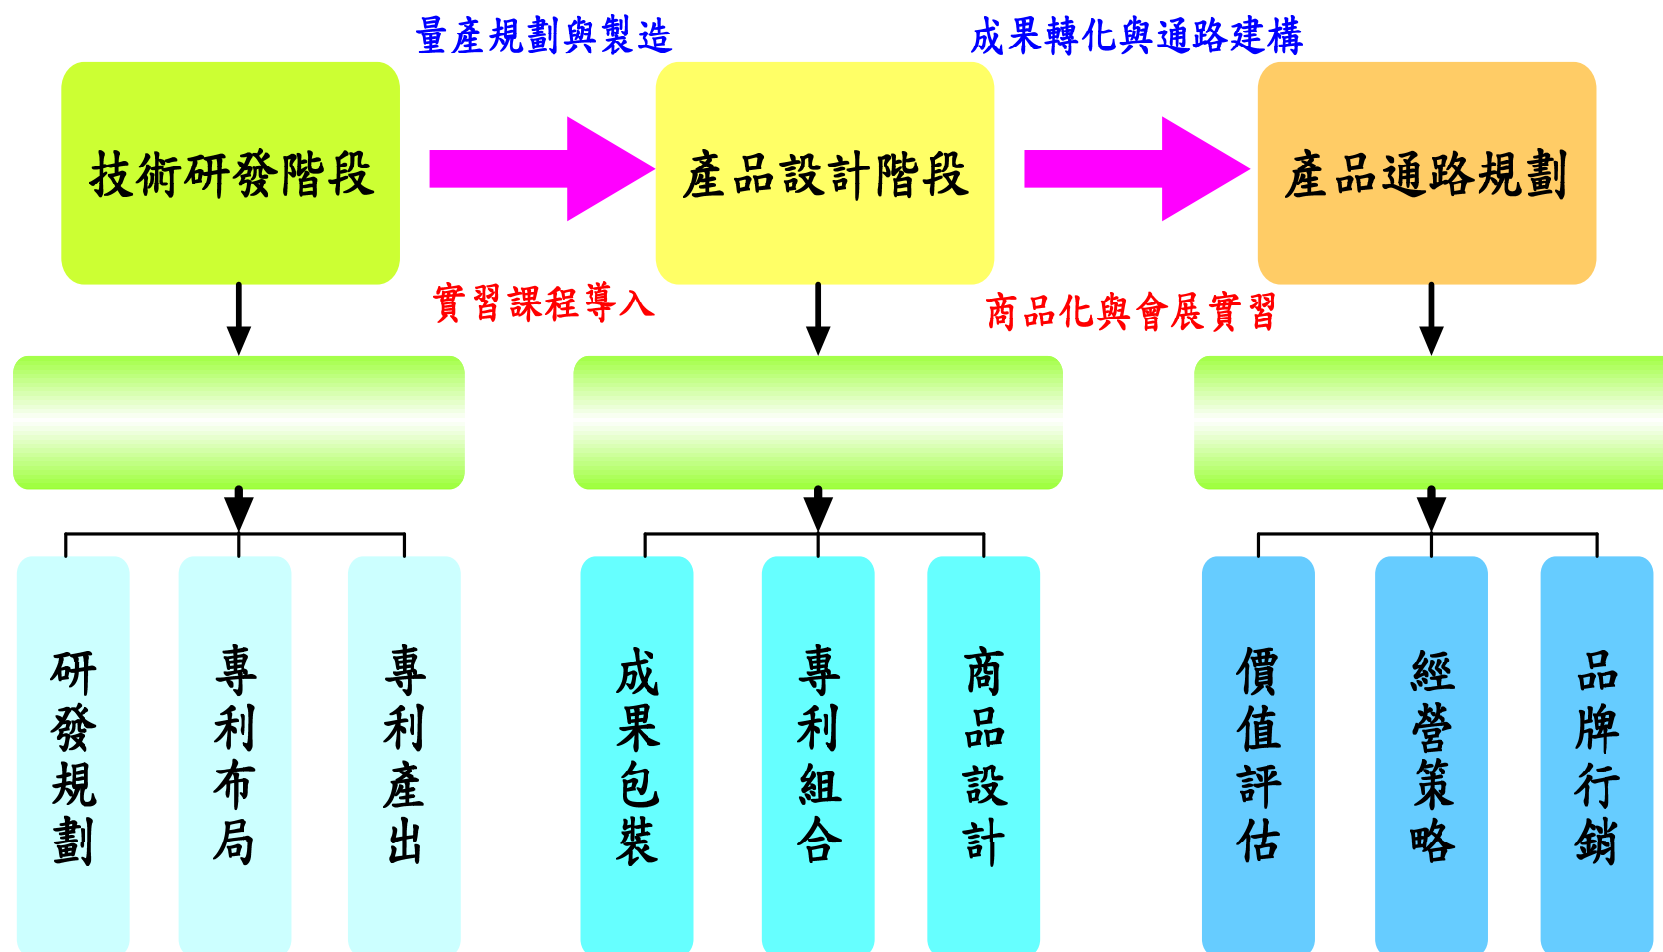 量產規劃與製造
成果轉化與通路建構
技術研發階段
產品設計階段
產品通路規劃
實習課程導入
商品化與會展實習
研發規劃
專利布局
專利產出
成果包裝
專利組合
商品設計
價值評估
經營策略
品牌行銷